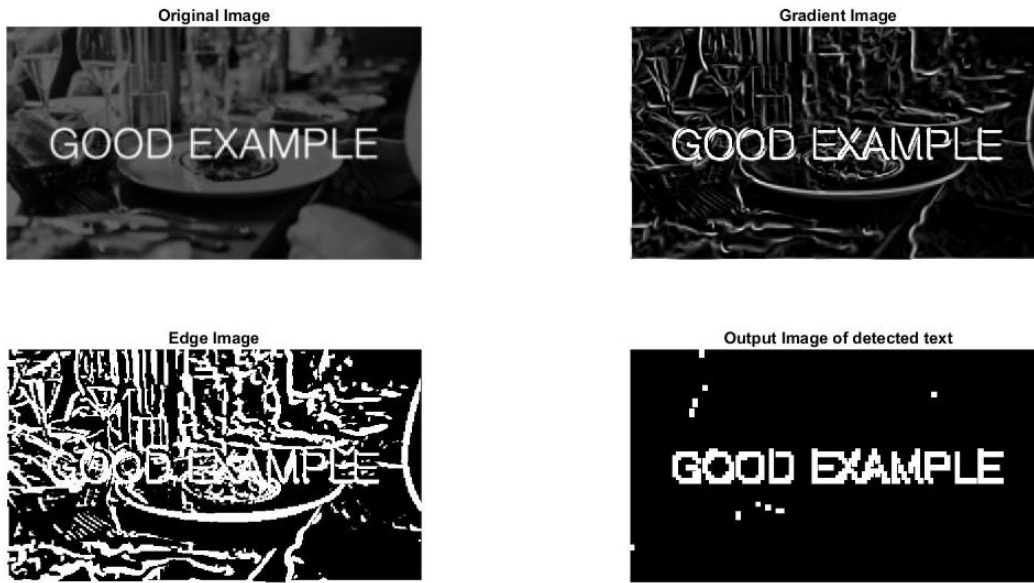 Original Image
Gradient Image
GOOD EXAMPLE
GOOD EXAMPLE
Edge Image
Output Image of detected text
GOOD EXAMPLE
GOOD EXAMPLE